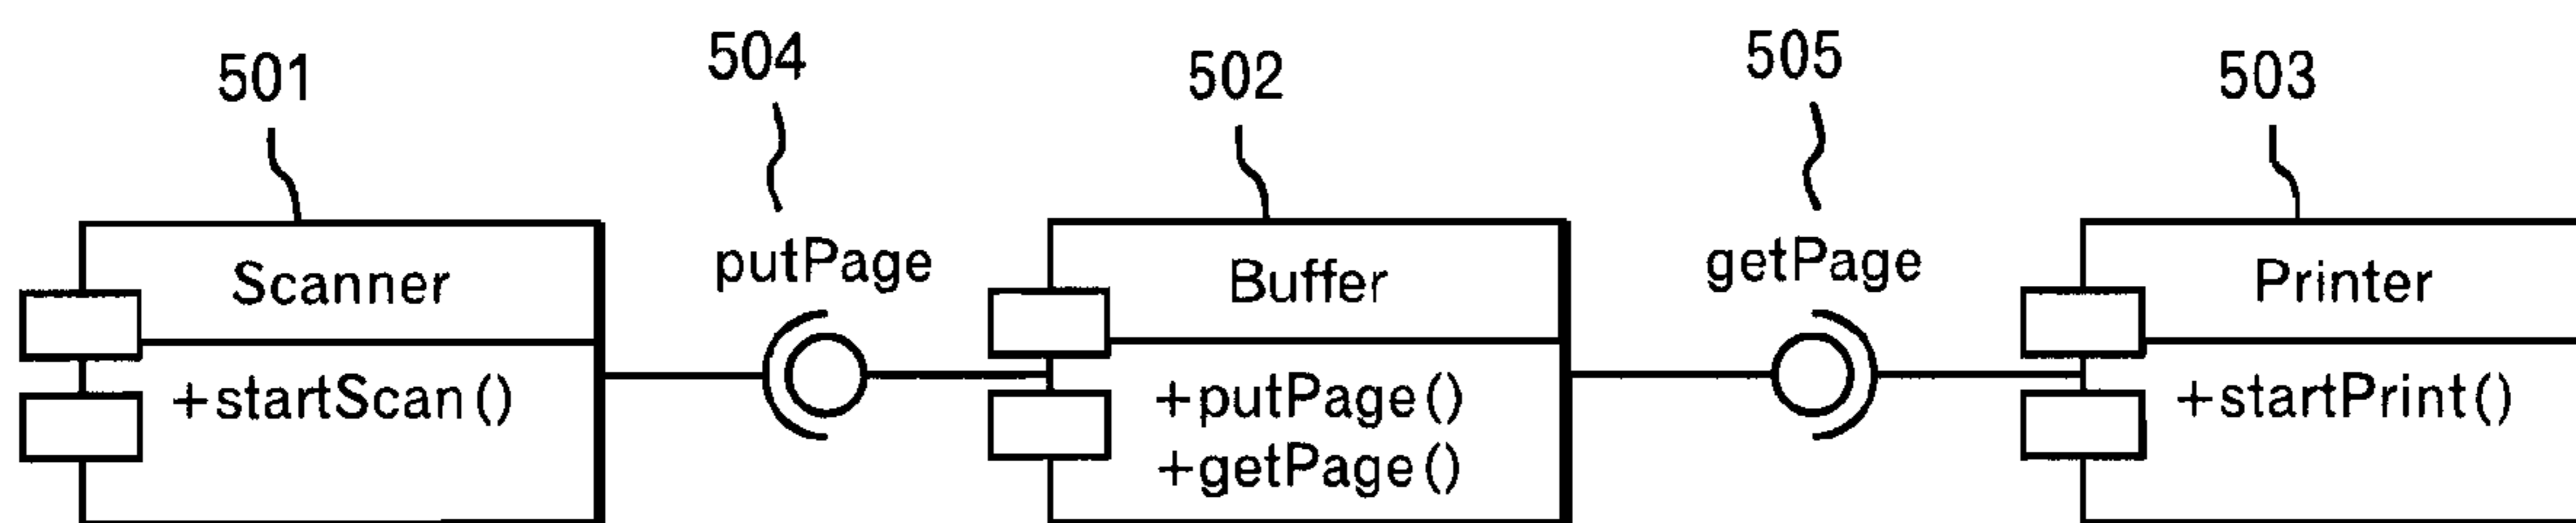 501
504
502
505
503
putPage
getPage
Scanner
Buffer
Printer
+startScan()
+putPage()
+getPage()
+startPrint()